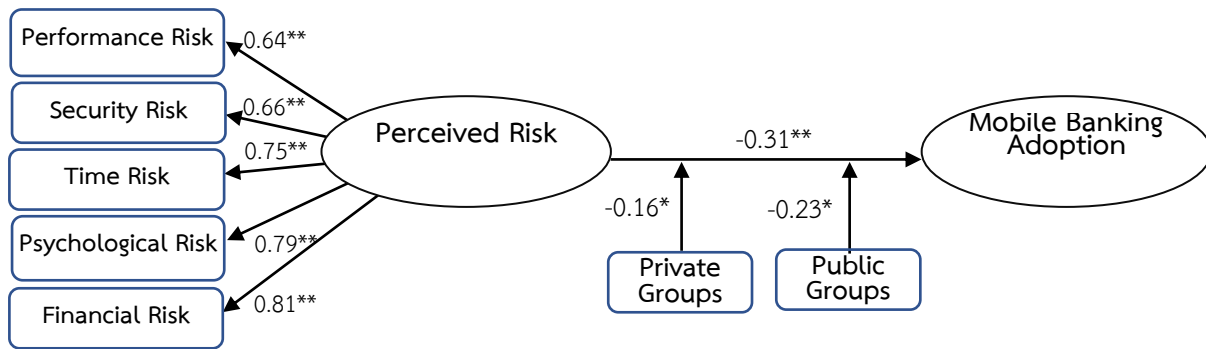 Performance Risk
0.64**
Security Risk
0.66**
Perceived Risk
Mobile Banking
Adoption
-0.31**
0.75**
Time Risk
-0.16*
-0.23*
Psychological Risk
0.79**
Private
Groups
Public
Groups
Financial Risk
0.81**